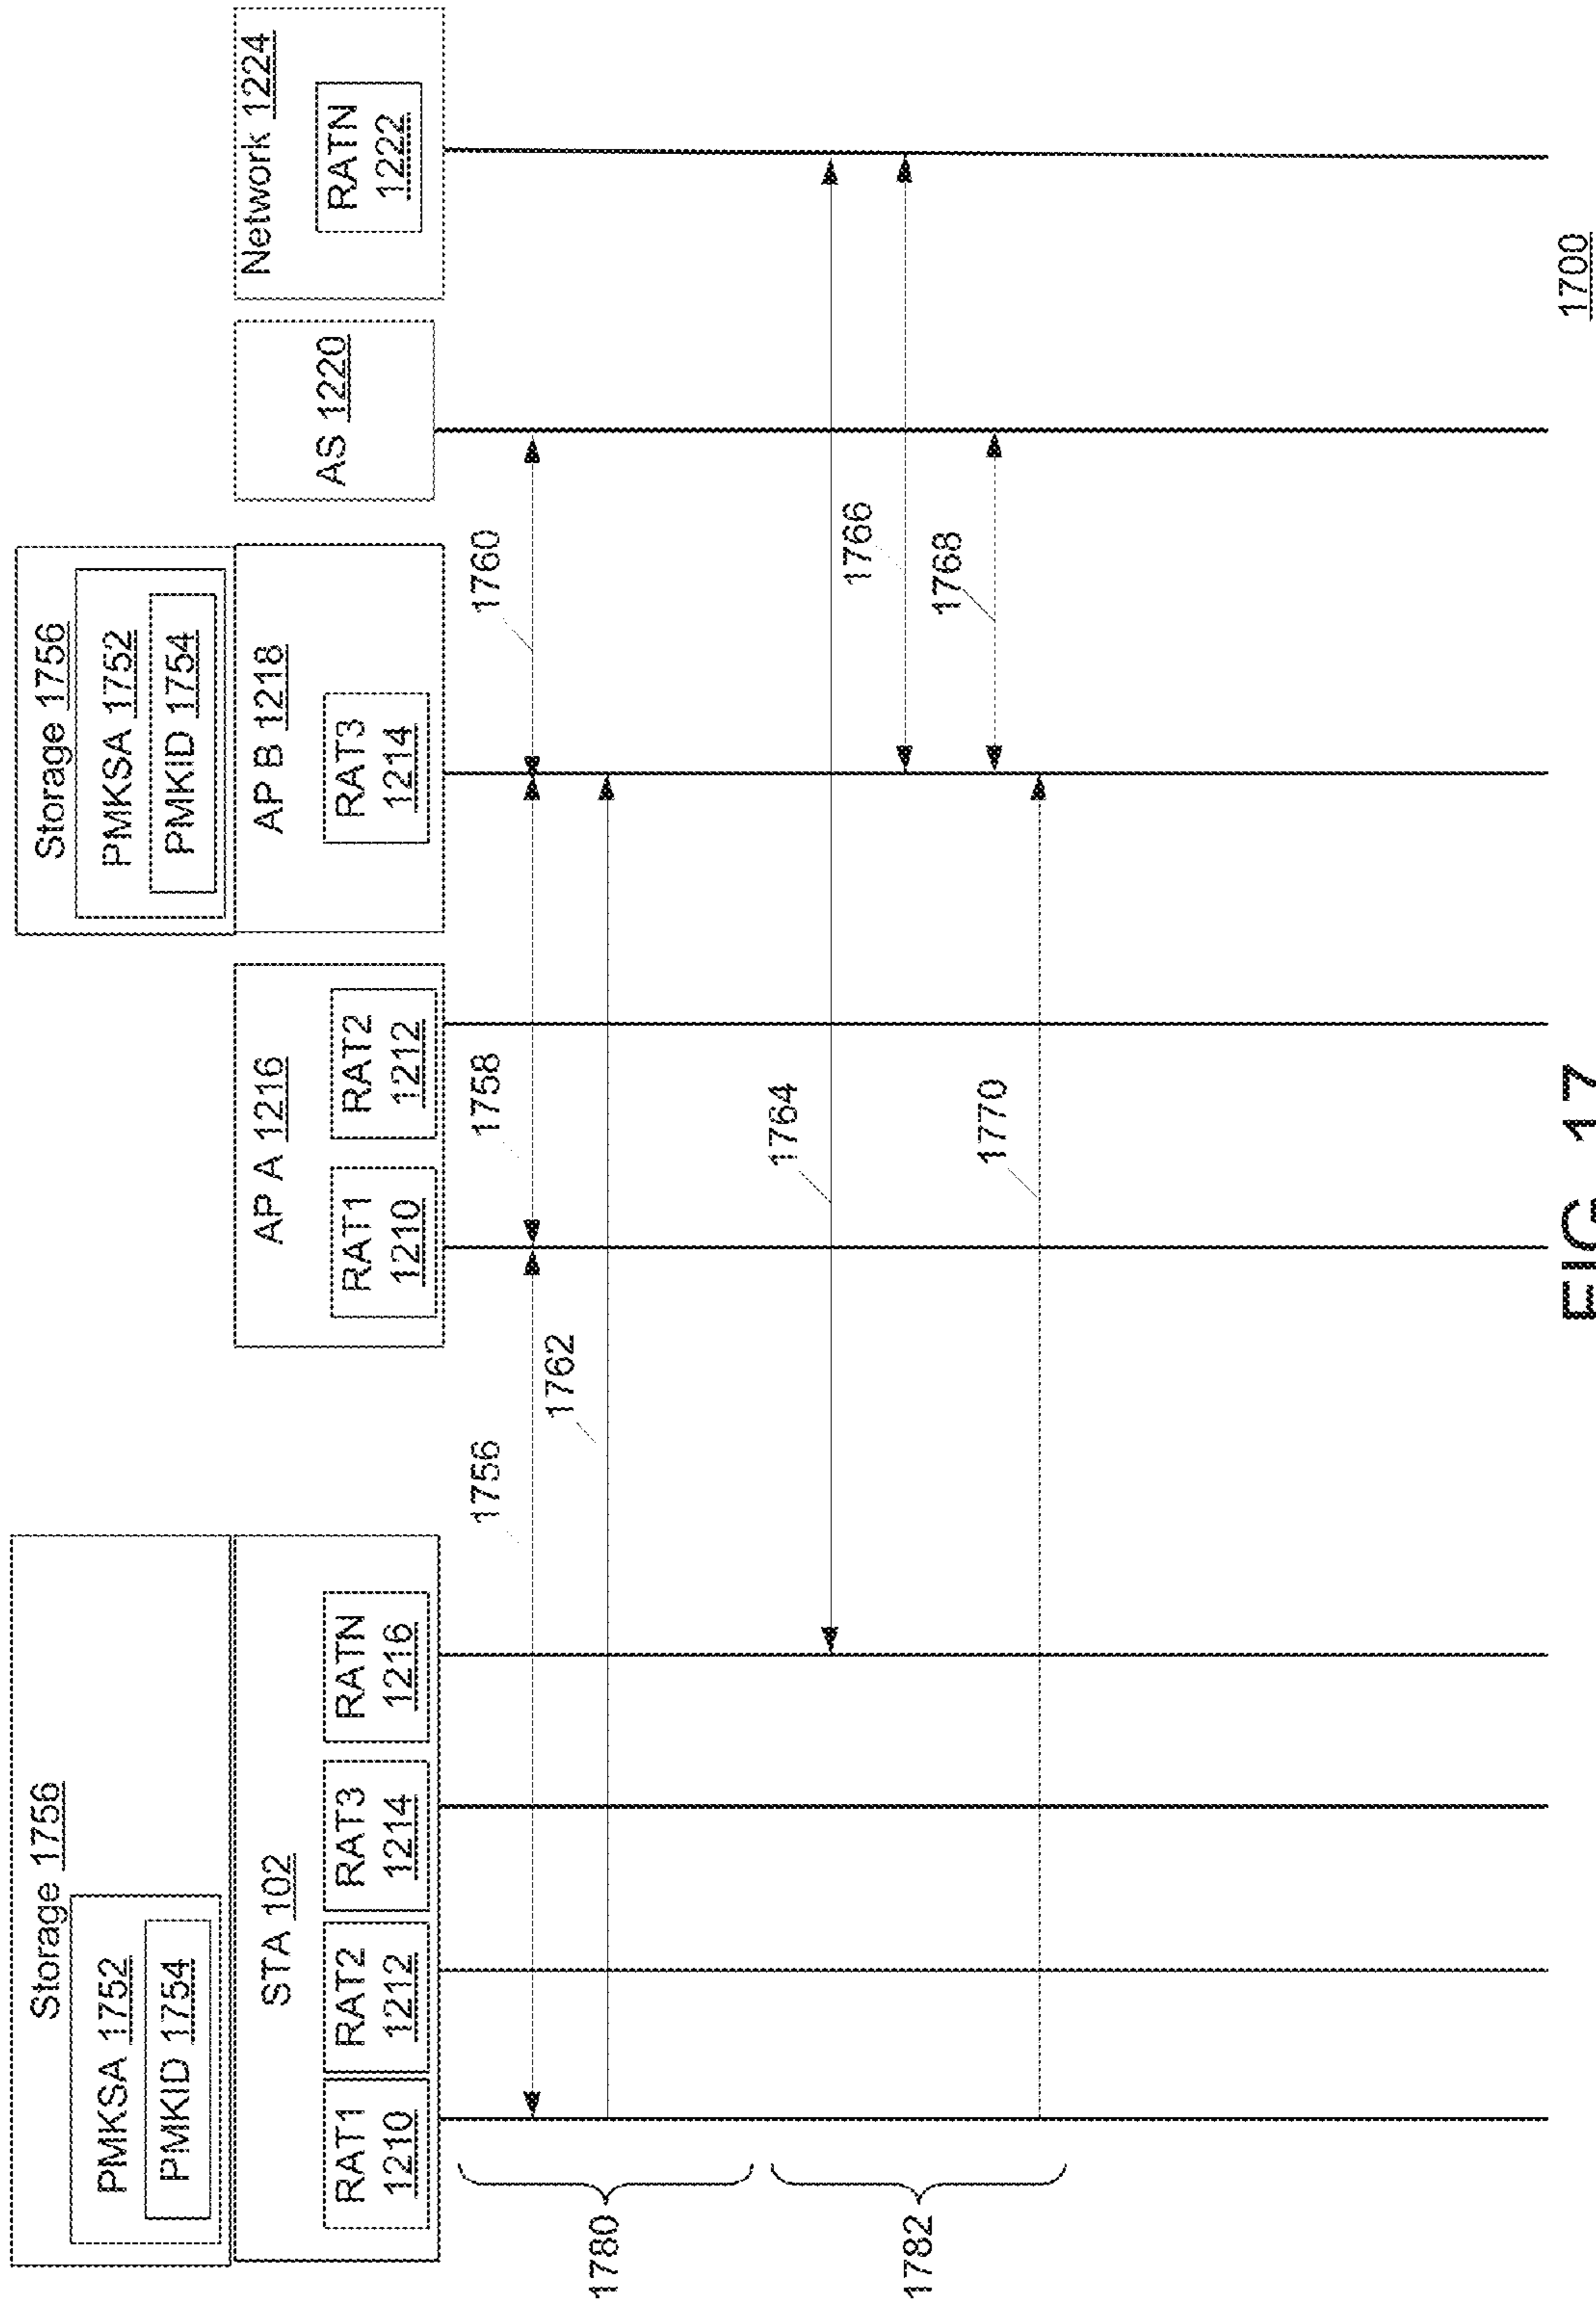 Storage 1756
PMKSA 1752
PMKID 1754
STA 102
RAT1
1210
RAT2
1212
RAT3
1214
RATN
1216
AP A 1216
RAT1
1210
RAT2
1212
Storage 1756
PMKSA 1752
PMKID 1754
AP B 1218
RAT3
1214
AS 1220
Network 1224
RATN
1222
1780
1756
1758
1760
1762
1782
1764
1766
1768
1770
FIG. 17
1700